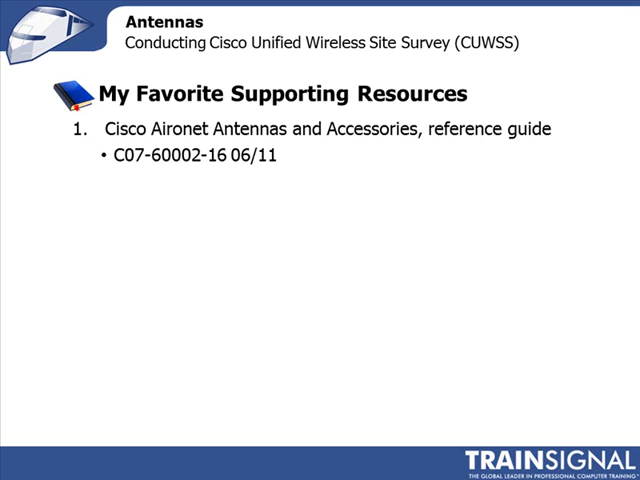 Antennas
Conducting Cisco Unified Wireless Site Survey (CUWSS)
My Favorite Supporting Resources
1. Cisco Aironet Antennas and Accessories, reference guide
• C07-60002-16 06/11
TRAINSIGNAL
THE GLOBAL LEADER IN PROFESSIONAL COMPUTER TRAINING